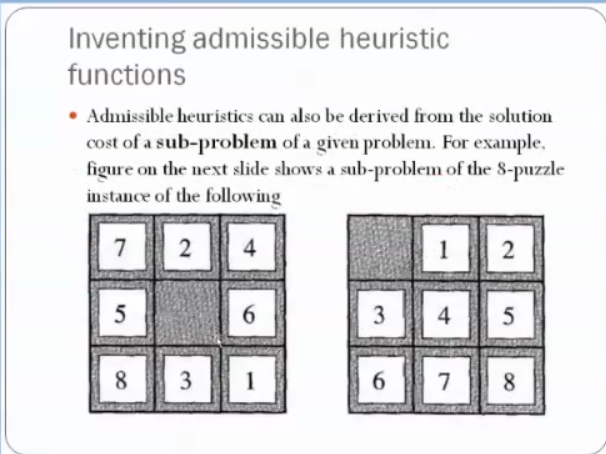 Inventing admissible heuristic
functions
• Admissible heuristics can also be derived from the solution
cost of a sub-problem of a given problem. For example,
figure on the next slide shows a sub-problem of the 8-puzzle
instance of the following
7 2 4
5 6
8 3 1
1 2
3 4 5
6 7 8